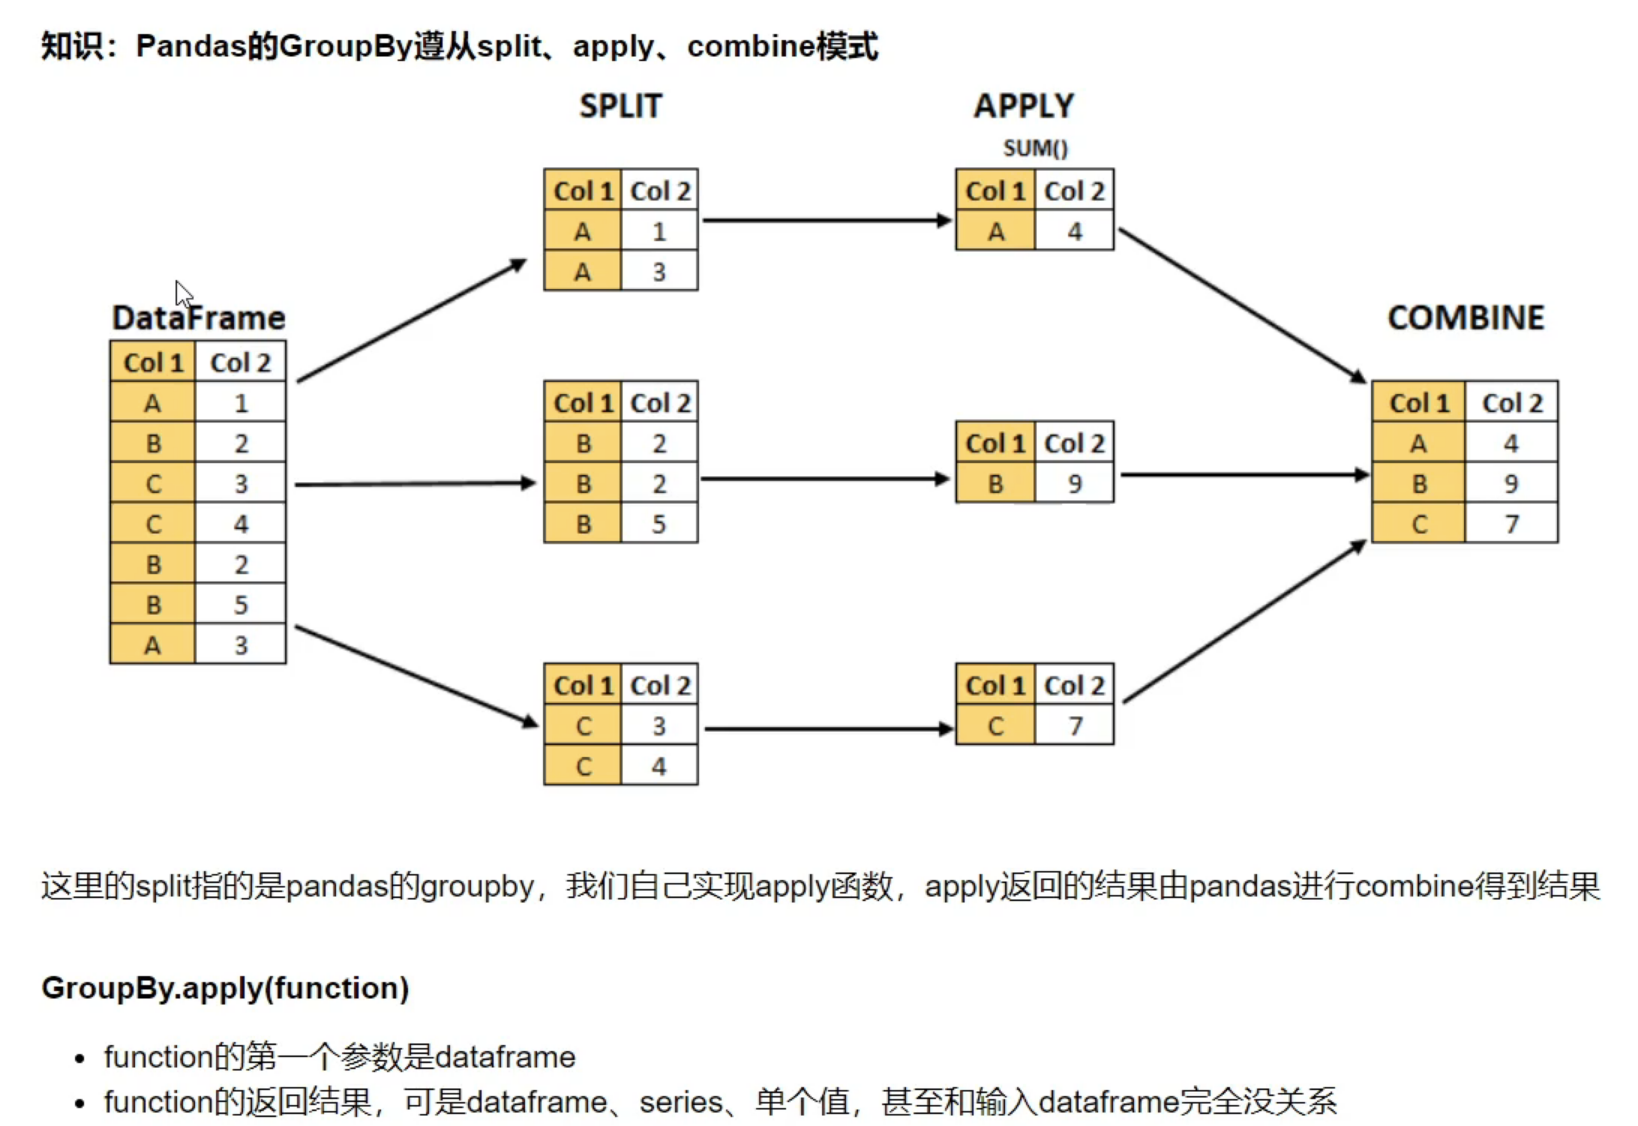 知识：Pandas的GroupBy遵从split、apply、combine模式
SPLIT
APPLY
SUM()
Col 1 Col 2
A 1
A 3
Col 1 Col 2
A 4
DataFrame
Col 1 Col 2
A 1
B 2
C 3
C 4
B 2
B 5
A 3
Col 1 Col 2
B 2
B 2
B 5
Col 1 Col 2
B 9
COMBINE
Col 1 Col 2
A 4
B 9
C 7
Col 1 Col 2
C 3
C 4
Col 1 Col 2
C 7
这里的split指的是pandas的groupby，我们自己实现apply函数，apply返回的结果由pandas进行combine得到结果
GroupBy.apply(function)
• function的第一个参数是dataframe
• function的返回结果，可是dataframe、series、单个值，甚至和输入dataframe完全没关系